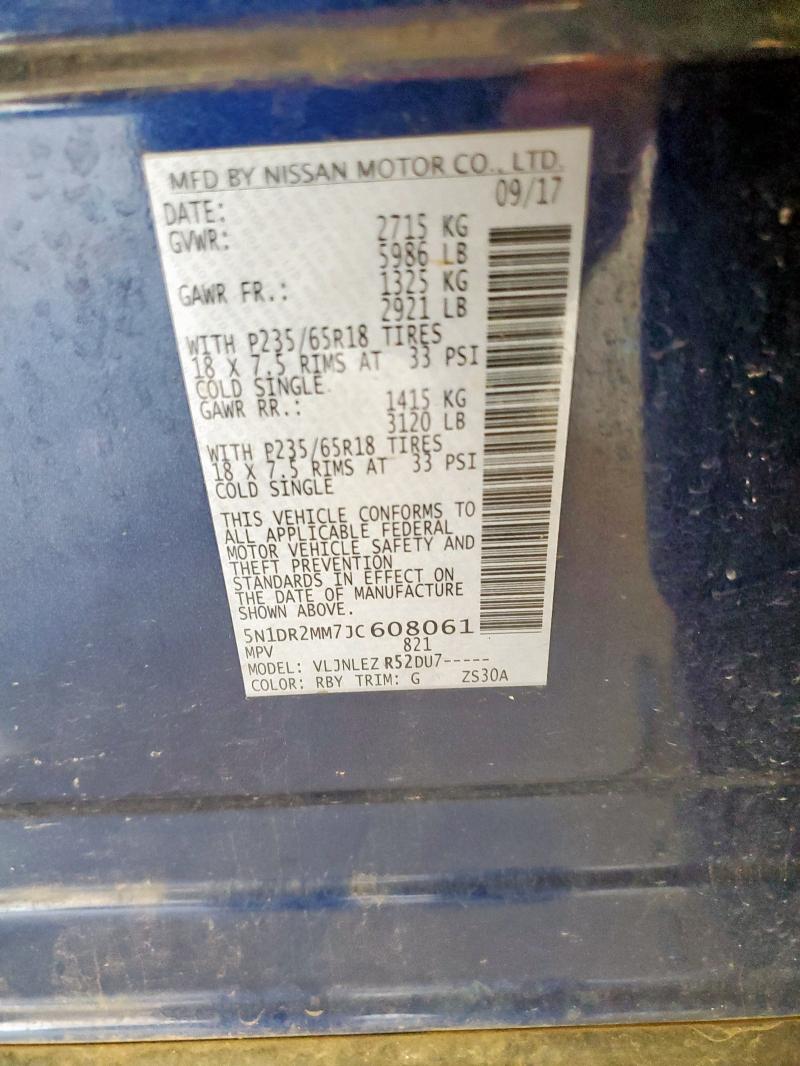 MFD BY NISSAN MOTOR CO., LTD.
DATE: 09/17
GVWR: 2715 KG
5986 LB
GAWR FR.: 1325 KG
2921 LB
WITH P235/65R18 TIRES
18 X 7.5 RIMS AT 33 PSI
COLD SINGLE
GAWR RR.: 1415 KG
3120 LB
WITH P235/65R18 TIRES
18 X 7.5 RIMS AT 33 PSI
COLD SINGLE
THIS VEHICLE CONFORMS TO
ALL APPLICABLE FEDERAL
MOTOR VEHICLE SAFETY AND
THEFT PREVENTION
STANDARDS IN EFFECT ON
THE DATE OF MANUFACTURE
SHOWN ABOVE.
5N1DR2MM7JC608061
MPV 821
MODEL: VLJNLEZ R52DU7-----
COLOR: RBY TRIM: G ZS30A